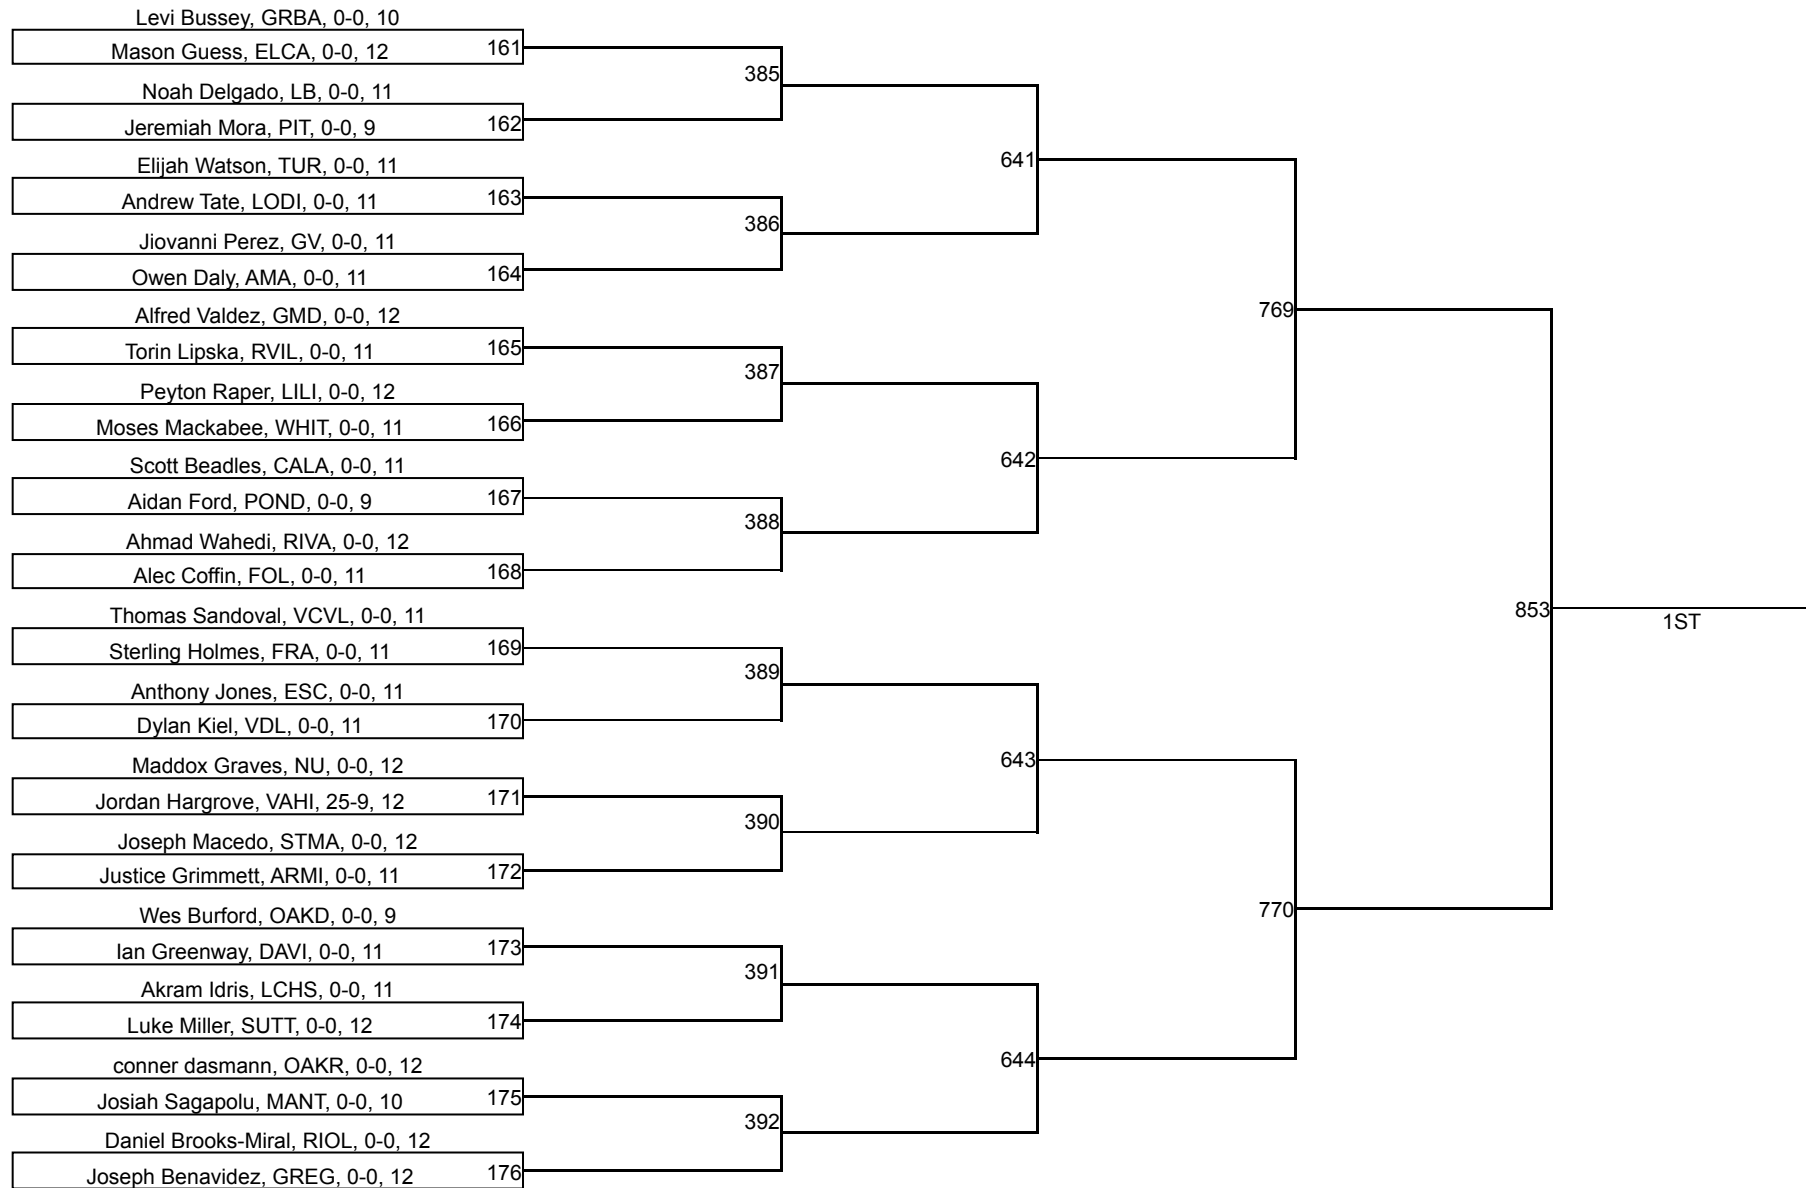 Levi Bussey, GRBA, 0-0, 10
Mason Guess, ELCA, 0-0, 12
161
385
Noah Delgado, LB, 0-0, 11
Jeremiah Mora, PIT, 0-0, 9
162
641
Elijah Watson, TUR, 0-0, 11
Andrew Tate, LODI, 0-0, 11
163
386
Jiovanni Perez, GV, 0-0, 11
Owen Daly, AMA, 0-0, 11
164
769
Alfred Valdez, GMD, 0-0, 12
Torin Lipska, RVIL, 0-0, 11
165
387
Peyton Raper, LILI, 0-0, 12
Moses Mackabee, WHIT, 0-0, 11
166
642
Scott Beadles, CALA, 0-0, 11
Aidan Ford, POND, 0-0, 9
167
388
Ahmad Wahedi, RIVA, 0-0, 12
Alec Coffin, FOL, 0-0, 11
168
853
1ST
Thomas Sandoval, VCVL, 0-0, 11
Sterling Holmes, FRA, 0-0, 11
169
389
Anthony Jones, ESC, 0-0, 11
Dylan Kiel, VDL, 0-0, 11
170
643
Maddox Graves, NU, 0-0, 12
Jordan Hargrove, VAHI, 25-9, 12
171
390
Joseph Macedo, STMA, 0-0, 12
Justice Grimmett, ARMI, 0-0, 11
172
770
Wes Burford, OAKD, 0-0, 9
Ian Greenway, DAVI, 0-0, 11
173
391
Akram Idris, LCHS, 0-0, 11
Luke Miller, SUTT, 0-0, 12
174
644
conner dasmann, OAKR, 0-0, 12
Josiah Sagapolu, MANT, 0-0, 10
175
392
Daniel Brooks-Miral, RIOL, 0-0, 12
Joseph Benavidez, GREG, 0-0, 12
176